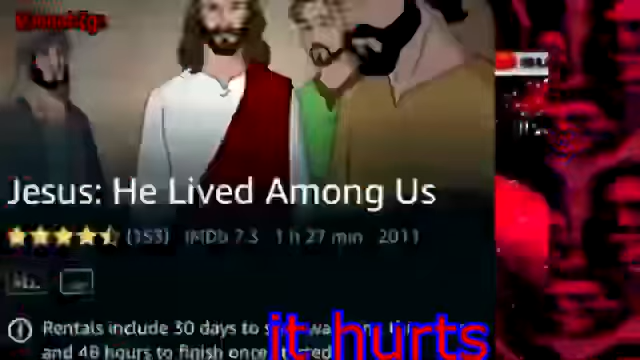 Jesus: He Lived Among Us
(153) IMDb 7.3 1 h 27 min 2011
Rentals include 30 days to
and 48 hours to finish once
it hurts